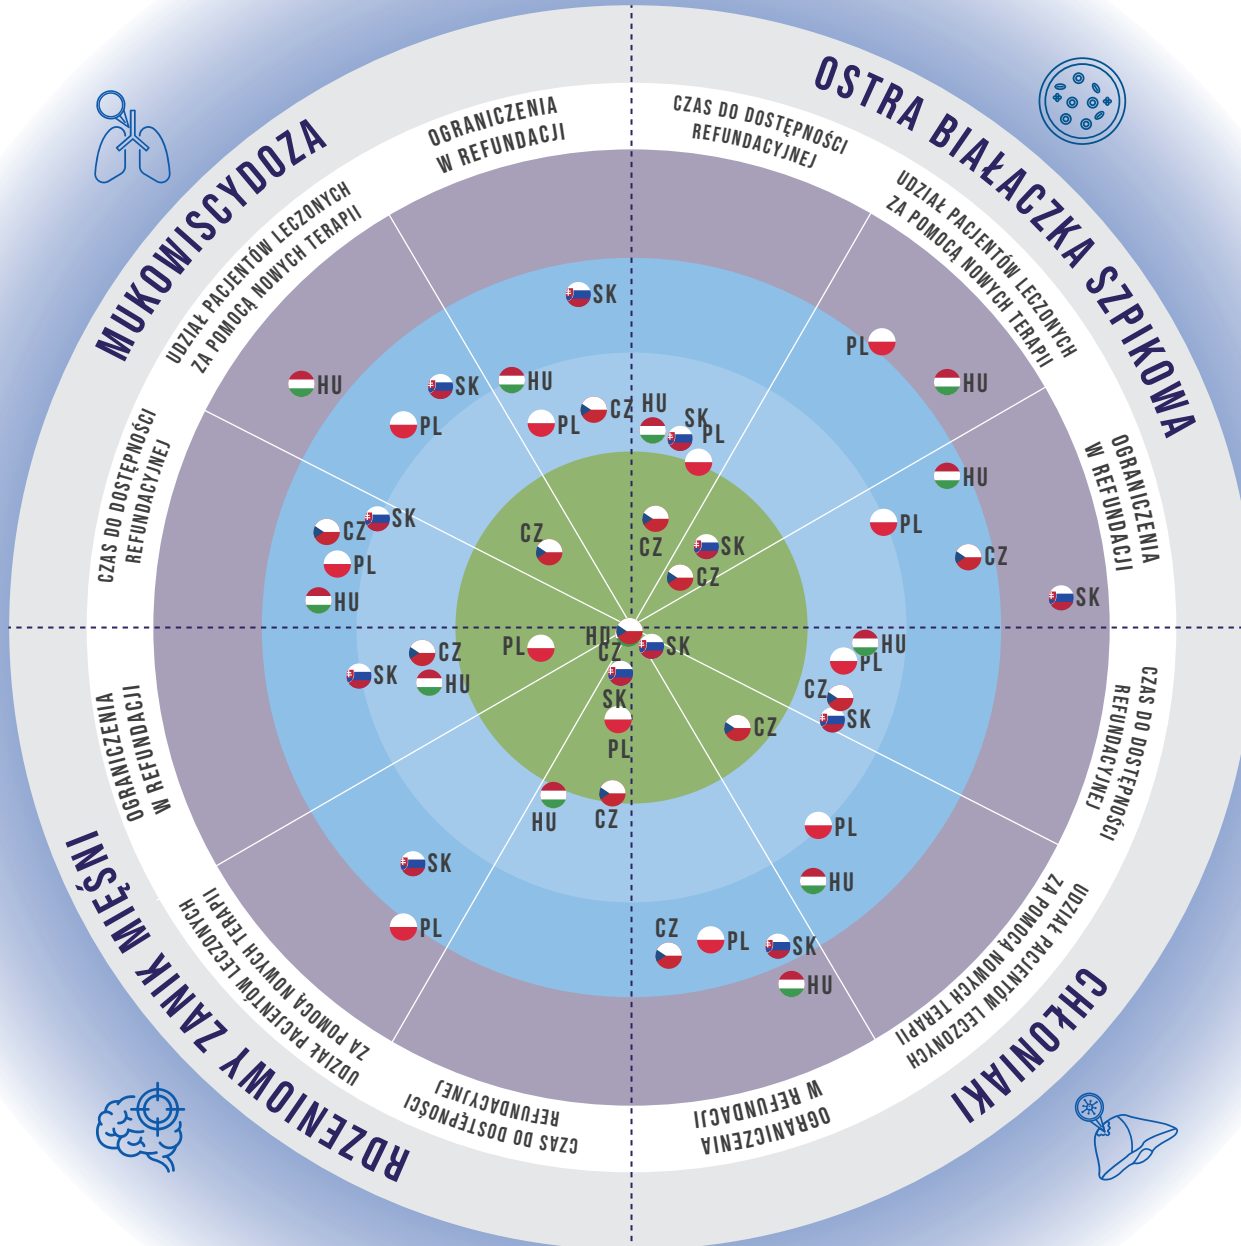 MUKOWISCYDOZA
OGRANICZENIA
W REFUNDACJI
UDZIAŁ PACJENTÓW LECZONYCH
ZA POMOCĄ NOWYCH TERAPII
CZAS DO DOSTĘPNOŚCI
REFUNDACYJNEJ
OSTRA BIAŁACZKA SZPIKOWA
CZAS DO DOSTĘPNOŚCI
REFUNDACYJNEJ
UDZIAŁ PACJENTÓW LECZONYCH
ZA POMOCĄ NOWYCH TERAPII
OGRANICZENIA
W REFUNDACJI
SK
HU
CZ
PL
HU
SK
PL
CZ
SK
PL
HU
CZ
HU
SK
PL
CZ
PL
HU
SK
CZ
HU
PL
CZ
SK
HU
CZ
SK
PL
CZ
HU
SK
SK
PL
HU
CZ
SK
PL
HU
PL
CZ
SK
CZ
PL
HU
CZ
PL
SK
HU
RDZENIOWY ZANIK MIĘŚNI
OGRANICZENIA
W REFUNDACJI
UDZIAŁ PACJENTÓW LECZONYCH
ZA POMOCĄ NOWYCH TERAPII
CZAS DO DOSTĘPNOŚCI
REFUNDACYJNEJ
CHŁONIAKI
CZAS DO DOSTĘPNOŚCI
REFUNDACYJNEJ
UDZIAŁ PACJENTÓW LECZONYCH
ZA POMOCĄ NOWYCH TERAPII
OGRANICZENIA
W REFUNDACJI